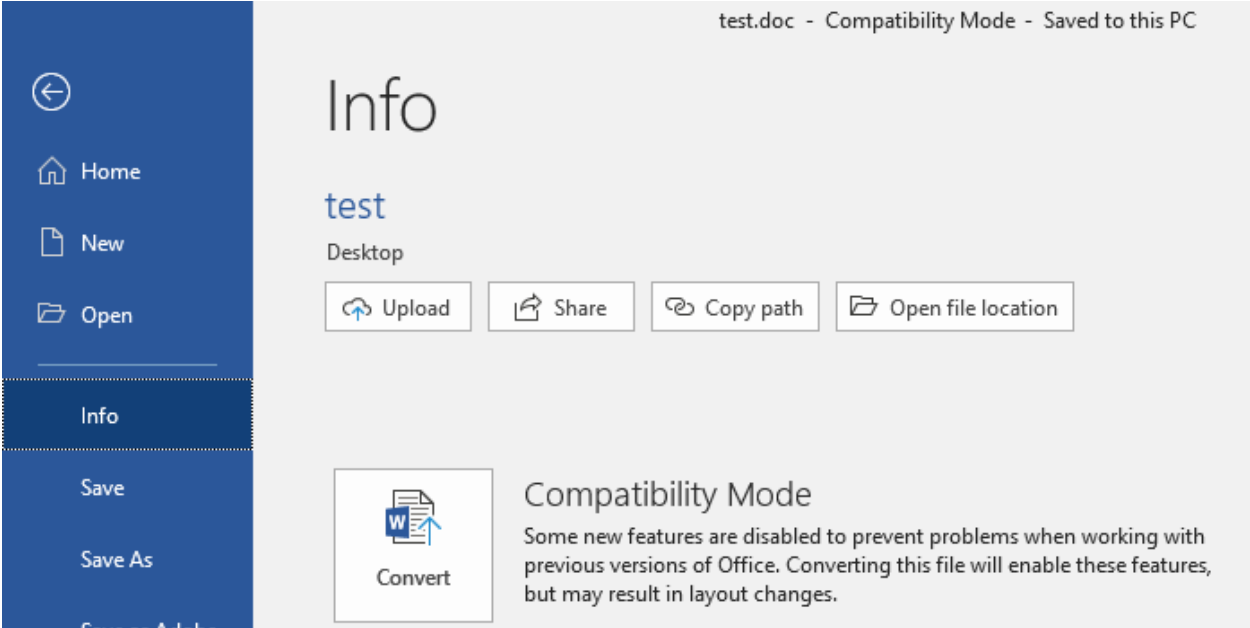 test.doc - Compatibility Mode - Saved to this PC
Info
Home
New
Open
Info
Save
Save As
test
Desktop
Upload
Share
Copy path
Open file location
W
Convert
Compatibility Mode
Some new features are disabled to prevent problems when working with
previous versions of Office. Converting this file will enable these features,
but may result in layout changes.